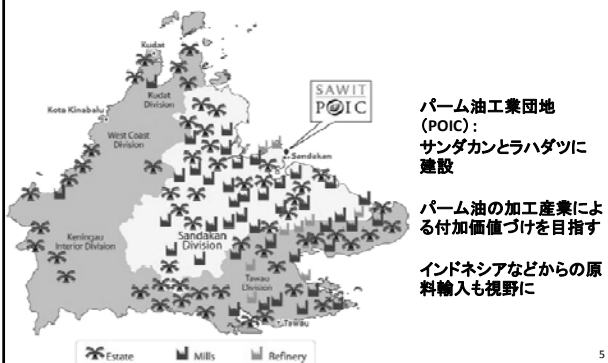 Kudat
Kudat
Division
Kota Kinabalu
West Coast
Division
SAWIT
POIC
Sandakan
Keningau
Interior Division
Sandakan
Division
Tawau
Division
Tawau
Estate
Mills
Refinery
パーム油工業団地
（POIC）：
サンダカンとラハダツに
建設
パーム油の加工産業によ
る付加価値づけを目指す
インドネシアなどからの原
料輸入も視野に
5